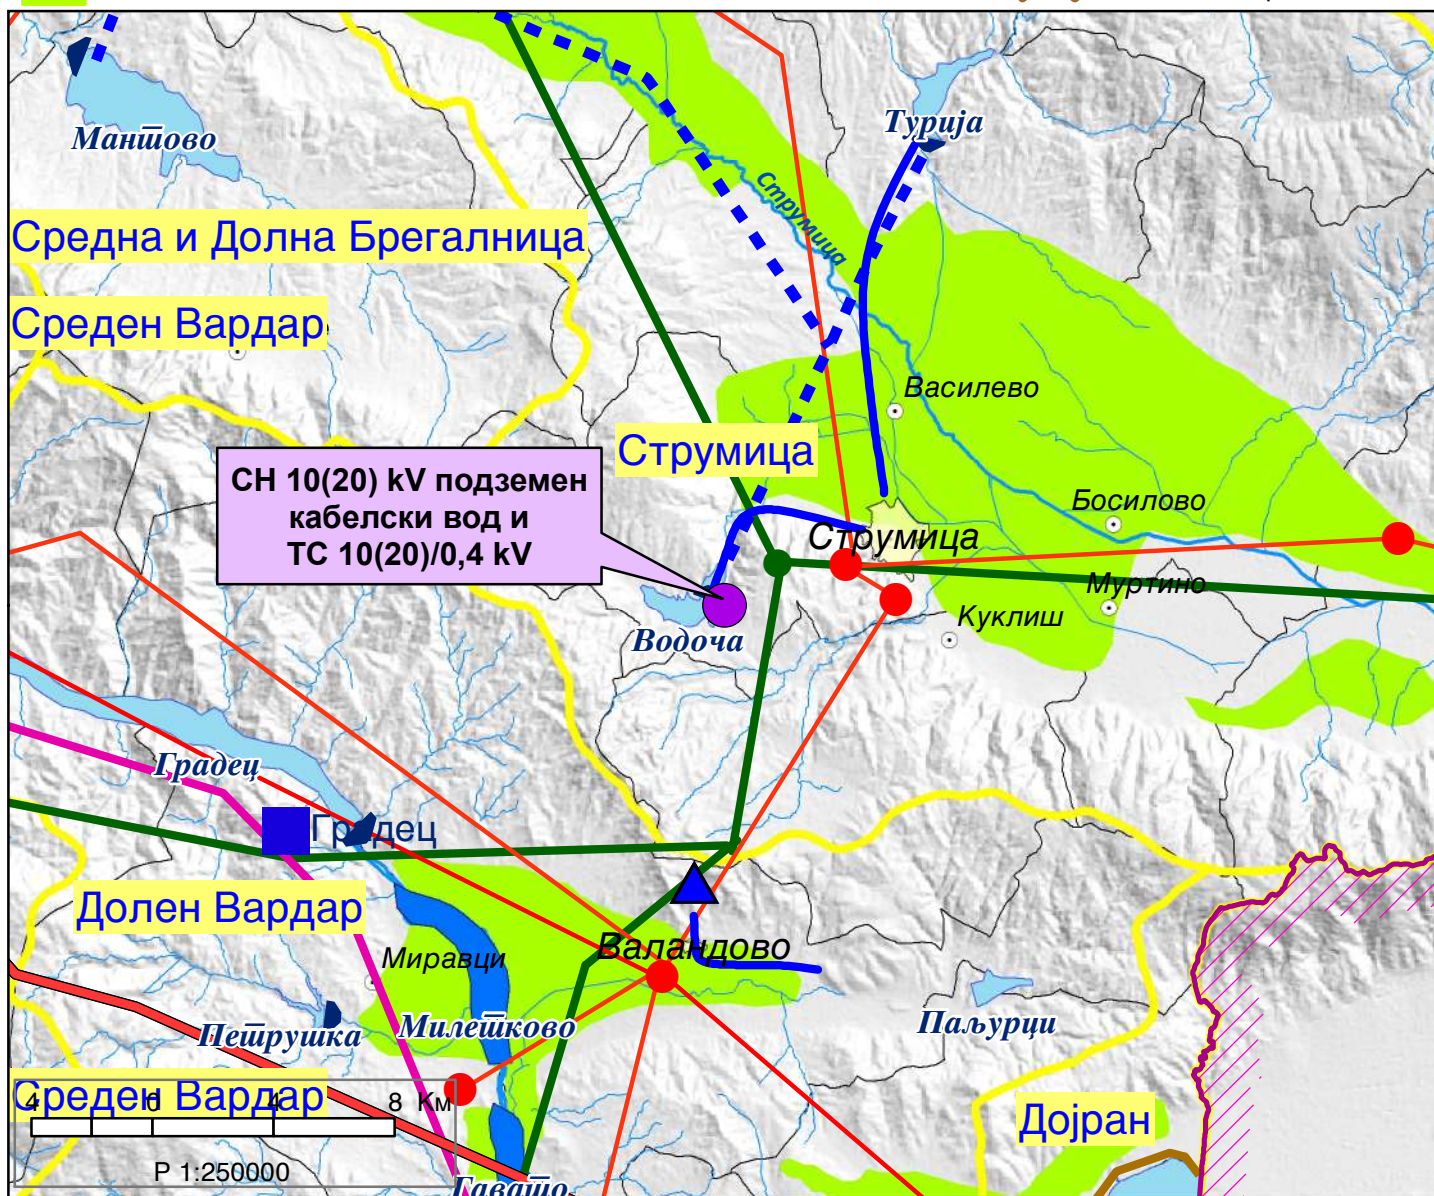 Мантово
Турија
Струмица
Средна и Долна Брегалница
Среден Вардар
Василево
Струмица
СН 10(20) kV подземен
кабелски вод и
ТС 10(20)/0,4 kV
Босилово
Струмица
Муртино
Куклиш
Водоча
Градец
Градец
Долен Вардар
Валандово
Миравци
Петрушка
Милетково
Паљурци
Среден Вардар
4 0 4 8 Км
Дојран
Р 1:250000
Гавато